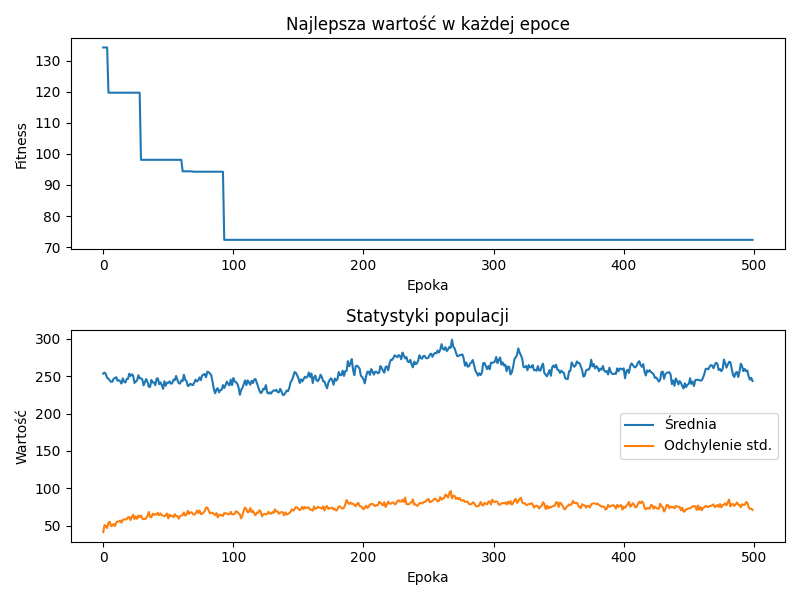 Najlepsza wartość w każdej epoce
130
120
110
100
90
80
70
Fitness
0 100 200 300 400 500
Epoka
Statystyki populacji
300
250
200
150
100
50
Wartość
Średnia
Odchylenie std.
0 100 200 300 400 500
Epoka